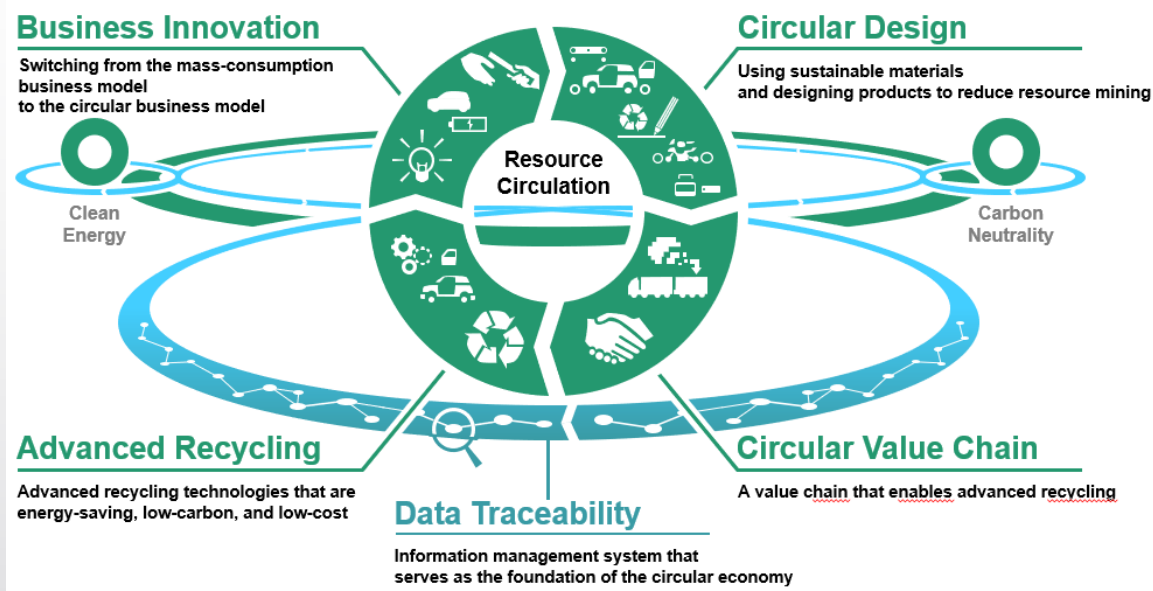 Business Innovation
Switching from the mass-consumption
business model
to the circular business model
Circular Design
Using sustainable materials
and designing products to reduce resource mining
Resource
Circulation
Clean
Energy
Carbon
Neutrality
Advanced Recycling
Advanced recycling technologies that are
energy-saving, low-carbon, and low-cost
Circular Value Chain
A value chain that enables advanced recycling
Data Traceability
Information management system that
serves as the foundation of the circular economy